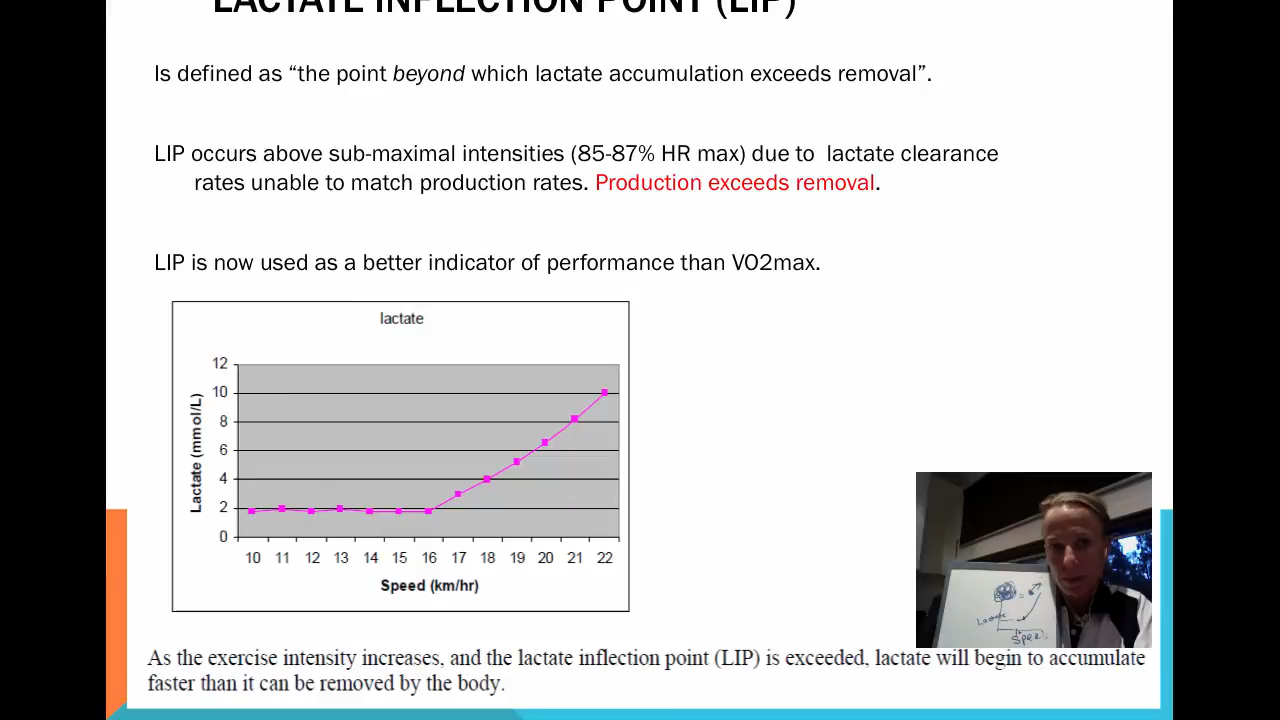 LACTATE INFLECTION POINT (LIP)
Is defined as “the point beyond which lactate accumulation exceeds removal”.
LIP occurs above sub-maximal intensities (85-87% HR max) due to lactate clearance
rates unable to match production rates. Production exceeds removal.
LIP is now used as a better indicator of performance than VO2max.
lactate
Lactate (mmol/L)
12
10
8
6
4
2
0
10 11 12 13 14 15 16 17 18 19 20 21 22
Speed (km/hr)
Lactate
Speed
As the exercise intensity increases, and the lactate inflection point (LIP) is exceeded, lactate will begin to accumulate
faster than it can be removed by the body.